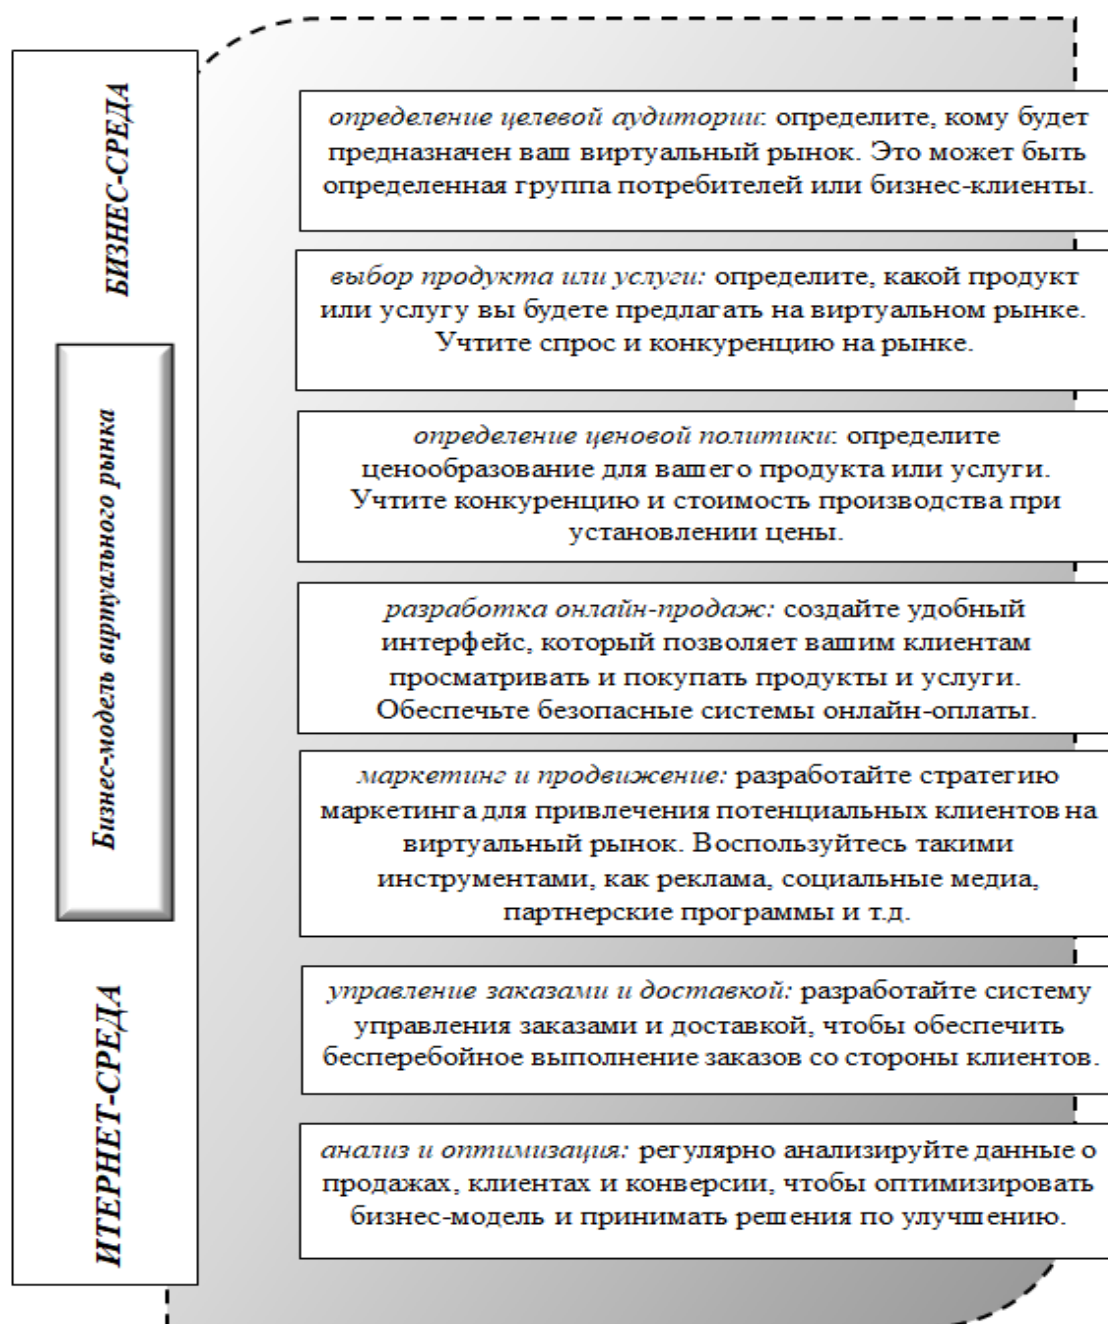 БИЗНЕС-СРЕДА
Бизнес-модель виртуального рынка
ИТЕРНЕТ-СРЕДА
определение целевой аудитории: определите, кому будет
предназначен ваш виртуальный рынок. Это может быть
определенная группа потребителей или бизнес-клиенты.
выбор продукта или услуги: определите, какой продукт
или услугу вы будете предлагать на виртуальном рынке.
Учтите спрос и конкуренцию на рынке.
определение ценовой политики: определите
ценообразование для вашего продукта или услуги.
Учтите конкуренцию и стоимость производства при
установлении цены.
разработка онлайн-продаж: создайте удобный
интерфейс, который позволяет вашим клиентам
просматривать и покупать продукты и услуги.
Обеспечьте безопасные системы онлайн-оплаты.
маркетинг и продвижение: разработайте стратегию
маркетинга для привлечения потенциальных клиентов на
виртуальный рынок. Воспользуйтесь такими
инструментами, как реклама, социальные медиа,
партнерские программы и т.д.
управление заказами и доставкой: разработайте систему
управления заказами и доставкой, чтобы обеспечить
бесперебойное выполнение заказов со стороны клиентов.
анализ и оптимизация: регулярно анализируйте данные о
продажах, клиентах и конверсии, чтобы оптимизировать
бизнес-модель и принимать решения по улучшению.